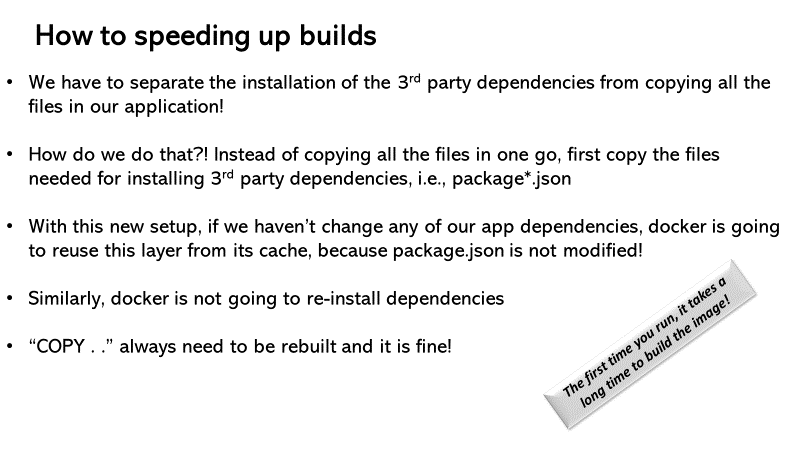 How to speeding up builds
• We have to separate the installation of the 3rd party dependencies from copying all the
files in our application!
• How do we do that?! Instead of copying all the files in one go, first copy the files
needed for installing 3rd party dependencies, i.e., package*.json
• With this new setup, if we haven’t change any of our app dependencies, docker is going
to reuse this layer from its cache, because package.json is not modified!
• Similarly, docker is not going to re-install dependencies
• “COPY . .” always need to be rebuilt and it is fine!
The first time you run, it takes a
long time to build the image!